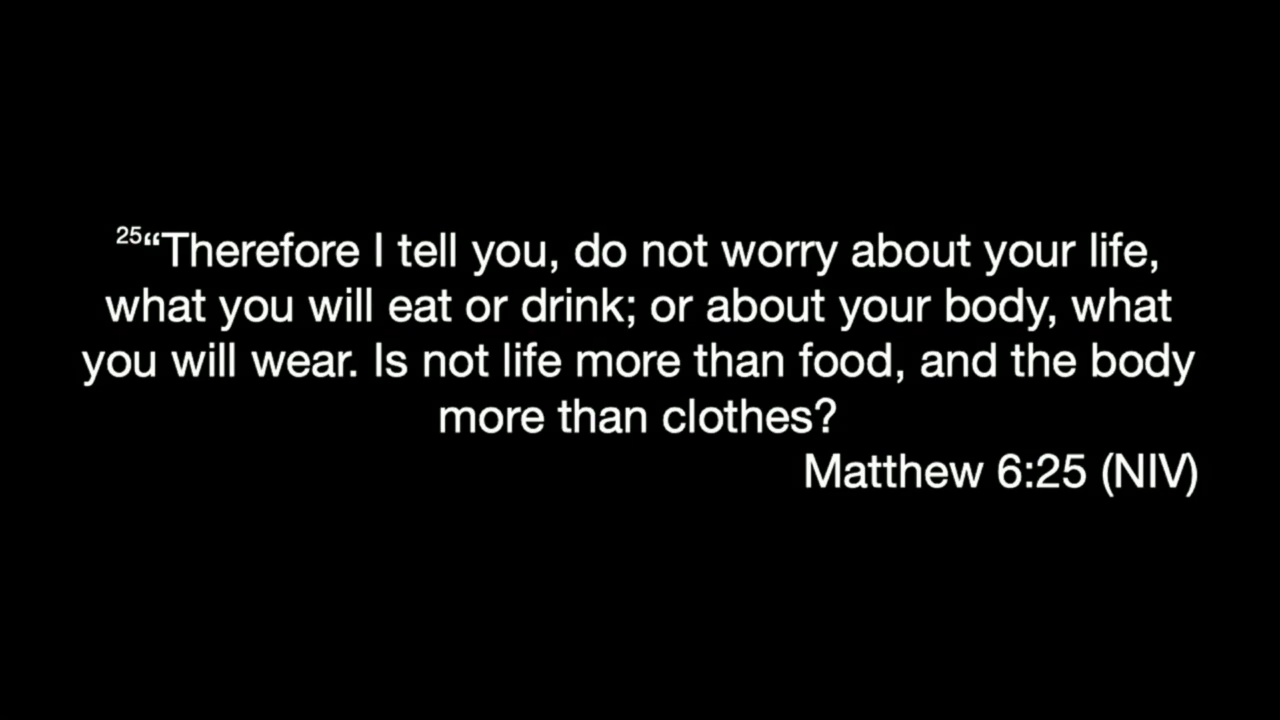 25“Therefore I tell you, do not worry about your life,
what you will eat or drink; or about your body, what
you will wear. Is not life more than food, and the body
more than clothes?
Matthew 6:25 (NIV)